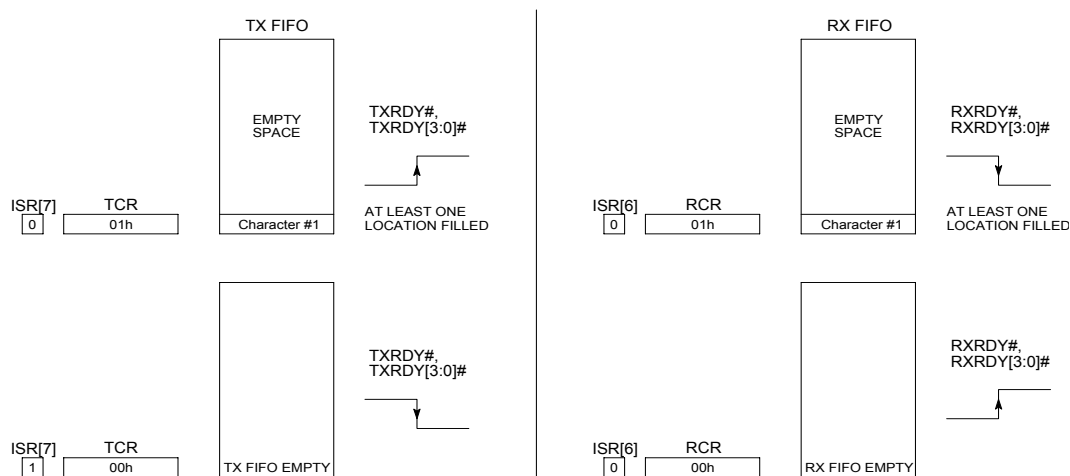 TX FIFO
EMPTY
SPACE
TXRDY#,
TXRDY[3:0]#
ISR[7]
TCR
0
01h
Character #1
AT LEAST ONE
LOCATION FILLED
TXRDY#,
TXRDY[3:0]#
ISR[7]
TCR
1
00h
TX FIFO EMPTY
RX FIFO
EMPTY
SPACE
RXRDY#,
RXRDY[3:0]#
ISR[6]
RCR
0
01h
Character #1
AT LEAST ONE
LOCATION FILLED
RXRDY#,
RXRDY[3:0]#
ISR[6]
RCR
0
00h
RX FIFO EMPTY